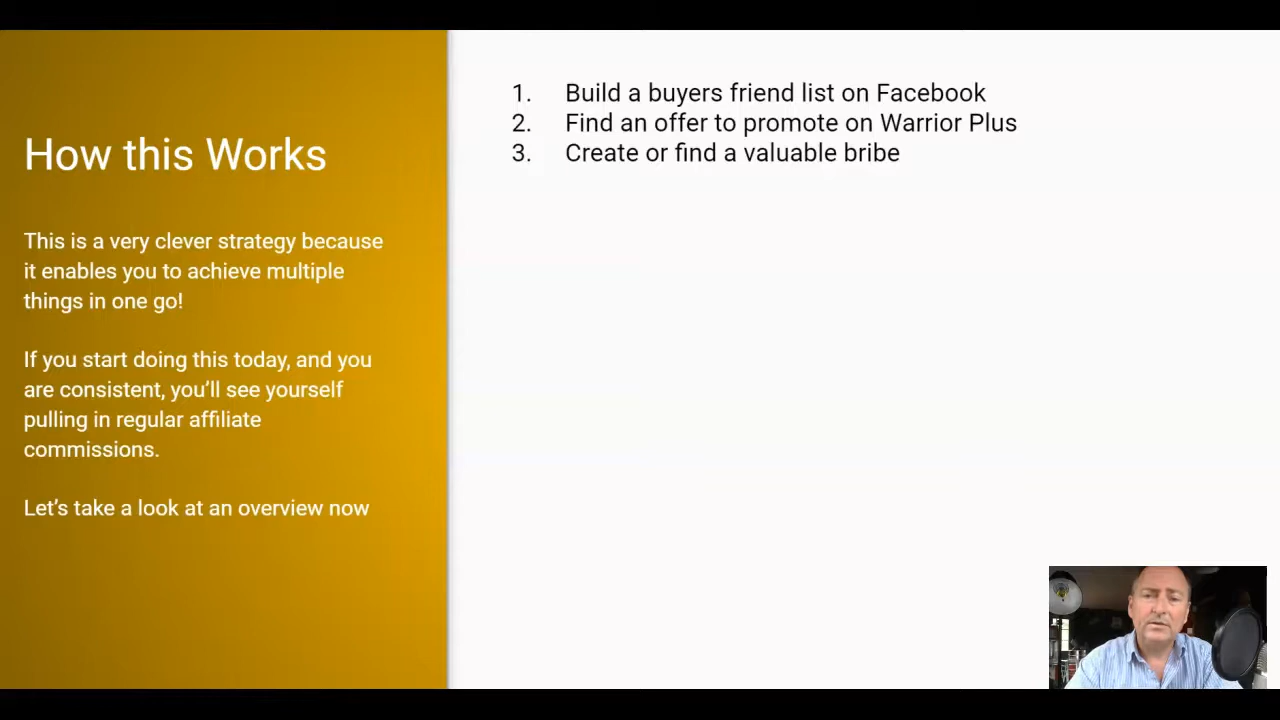 How this Works
This is a very clever strategy because
it enables you to achieve multiple
things in one go!
If you start doing this today, and you
are consistent, you’ll see yourself
pulling in regular affiliate
commissions.
Let’s take a look at an overview now
1. Build a buyers friend list on Facebook
2. Find an offer to promote on Warrior Plus
3. Create or find a valuable bribe